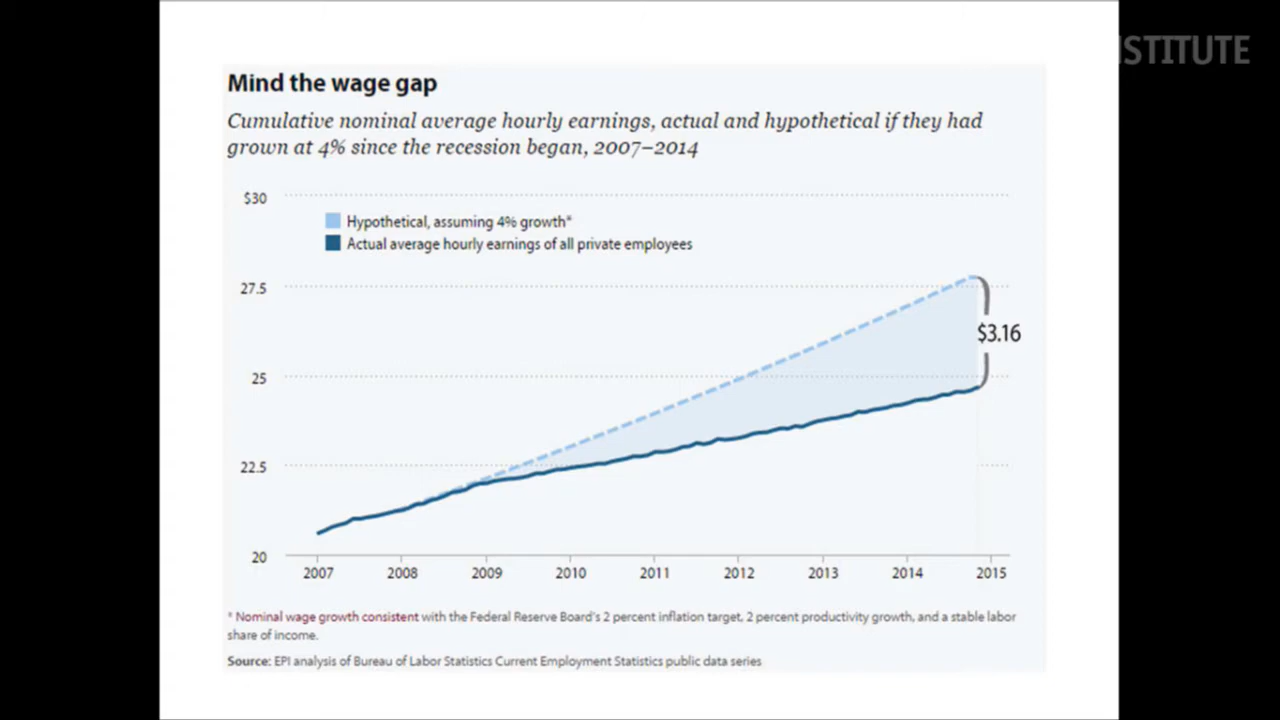 NSTITUTE
Mind the wage gap
Cumulative nominal average hourly earnings, actual and hypothetical if they had
grown at 4% since the recession began, 2007–2014
$30
Hypothetical, assuming 4% growth*
Actual average hourly earnings of all private employees
27.5
$3.16
25
22.5
20
2007 2008 2009 2010 2011 2012 2013 2014 2015
* Nominal wage growth consistent with the Federal Reserve Board's 2 percent inflation target, 2 percent productivity growth, and a stable labor
share of income.
Source: EPI analysis of Bureau of Labor Statistics Current Employment Statistics public data series